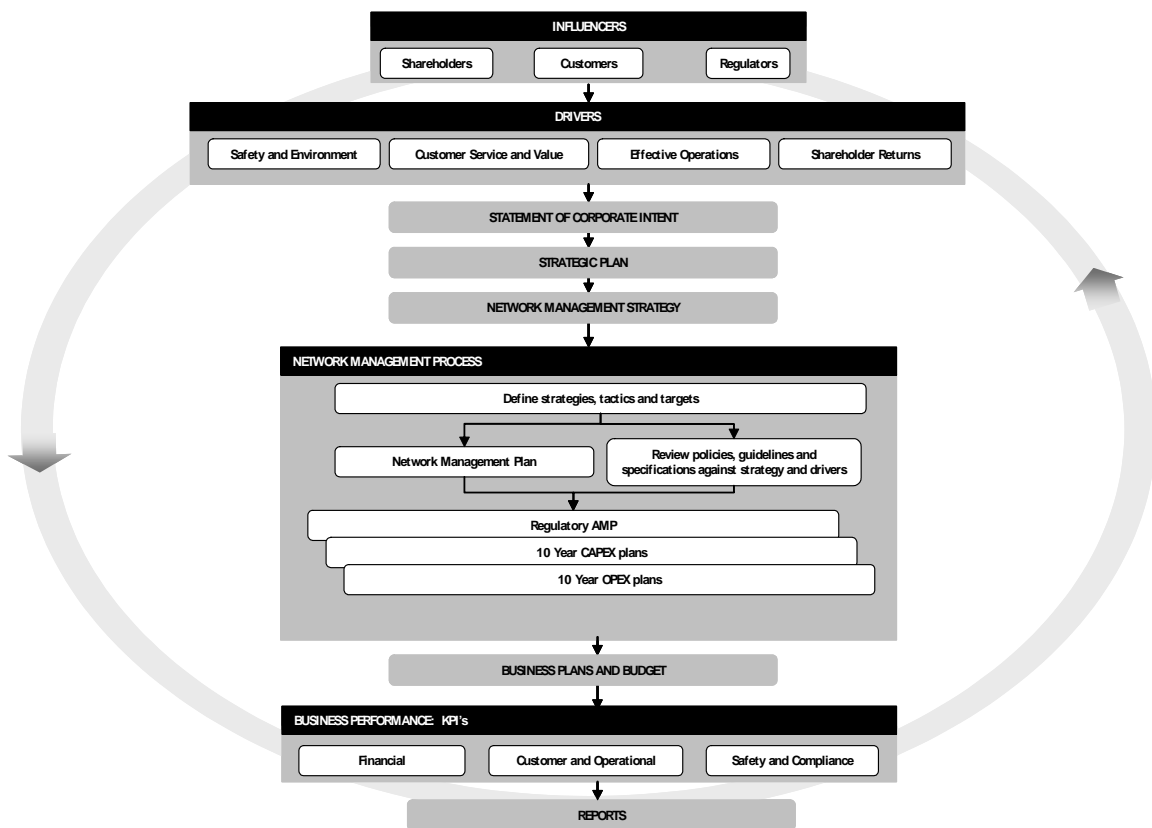 INFLUENCERS
Shareholders
Customers
Regulators
DRIVERS
Safety and Environment
Customer Service and Value
Effective Operations
Shareholder Returns
STATEMENT OF CORPORATE INTENT
STRATEGIC PLAN
NETWORK MANAGEMENT STRATEGY
NETWORK MANAGEMENT PROCESS
Define strategies, tactics and targets
Network Management Plan
Review policies, guidelines and
specifications against strategy and drivers
Regulatory AMP
10 Year CAPEX plans
10 Year OPEX plans
BUSINESS PLANS AND BUDGET
BUSINESS PERFORMANCE: KPI's
Financial
Customer and Operational
Safety and Compliance
REPORTS